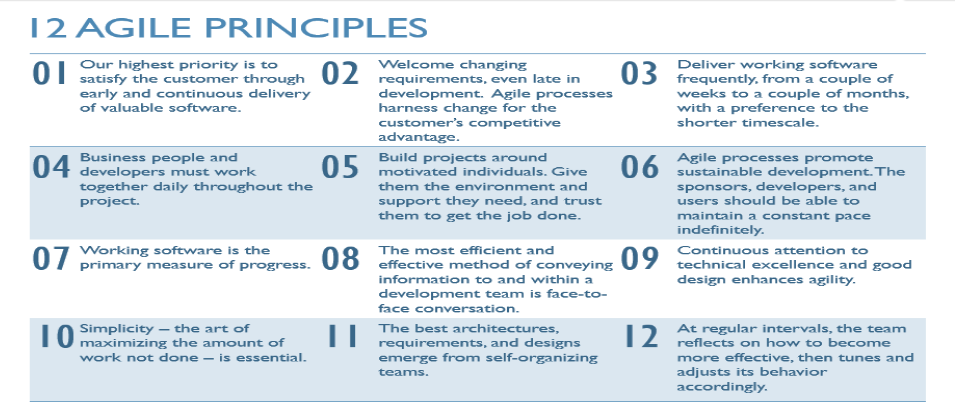 12 AGILE PRINCIPLES
01
Our highest priority is to
satisfy the customer through
early and continuous delivery
of valuable software.
02
Welcome changing
requirements, even late in
development. Agile processes
harness change for the
customer's competitive
advantage.
03
Deliver working software
frequently, from a couple of
weeks to a couple of months,
with a preference to the
shorter timescale.
04
Business people and
developers must work
together daily throughout the
project.
05
Build projects around
motivated individuals. Give
them the environment and
support they need, and trust
them to get the job done.
06
Agile processes promote
sustainable development. The
sponsors, developers, and
users should be able to
maintain a constant pace
indefinitely.
07
Working software is the
primary measure of progress.
08
The most efficient and
effective method of conveying
information to and within a
development team is face-to-
face conversation.
09
Continuous attention to
technical excellence and good
design enhances agility.
10
Simplicity – the art of
maximizing the amount of
work not done – is essential.
11
The best architectures,
requirements, and designs
emerge from self-organizing
teams.
12
At regular intervals, the team
reflects on how to become
more effective, then tunes and
adjusts its behavior
accordingly.